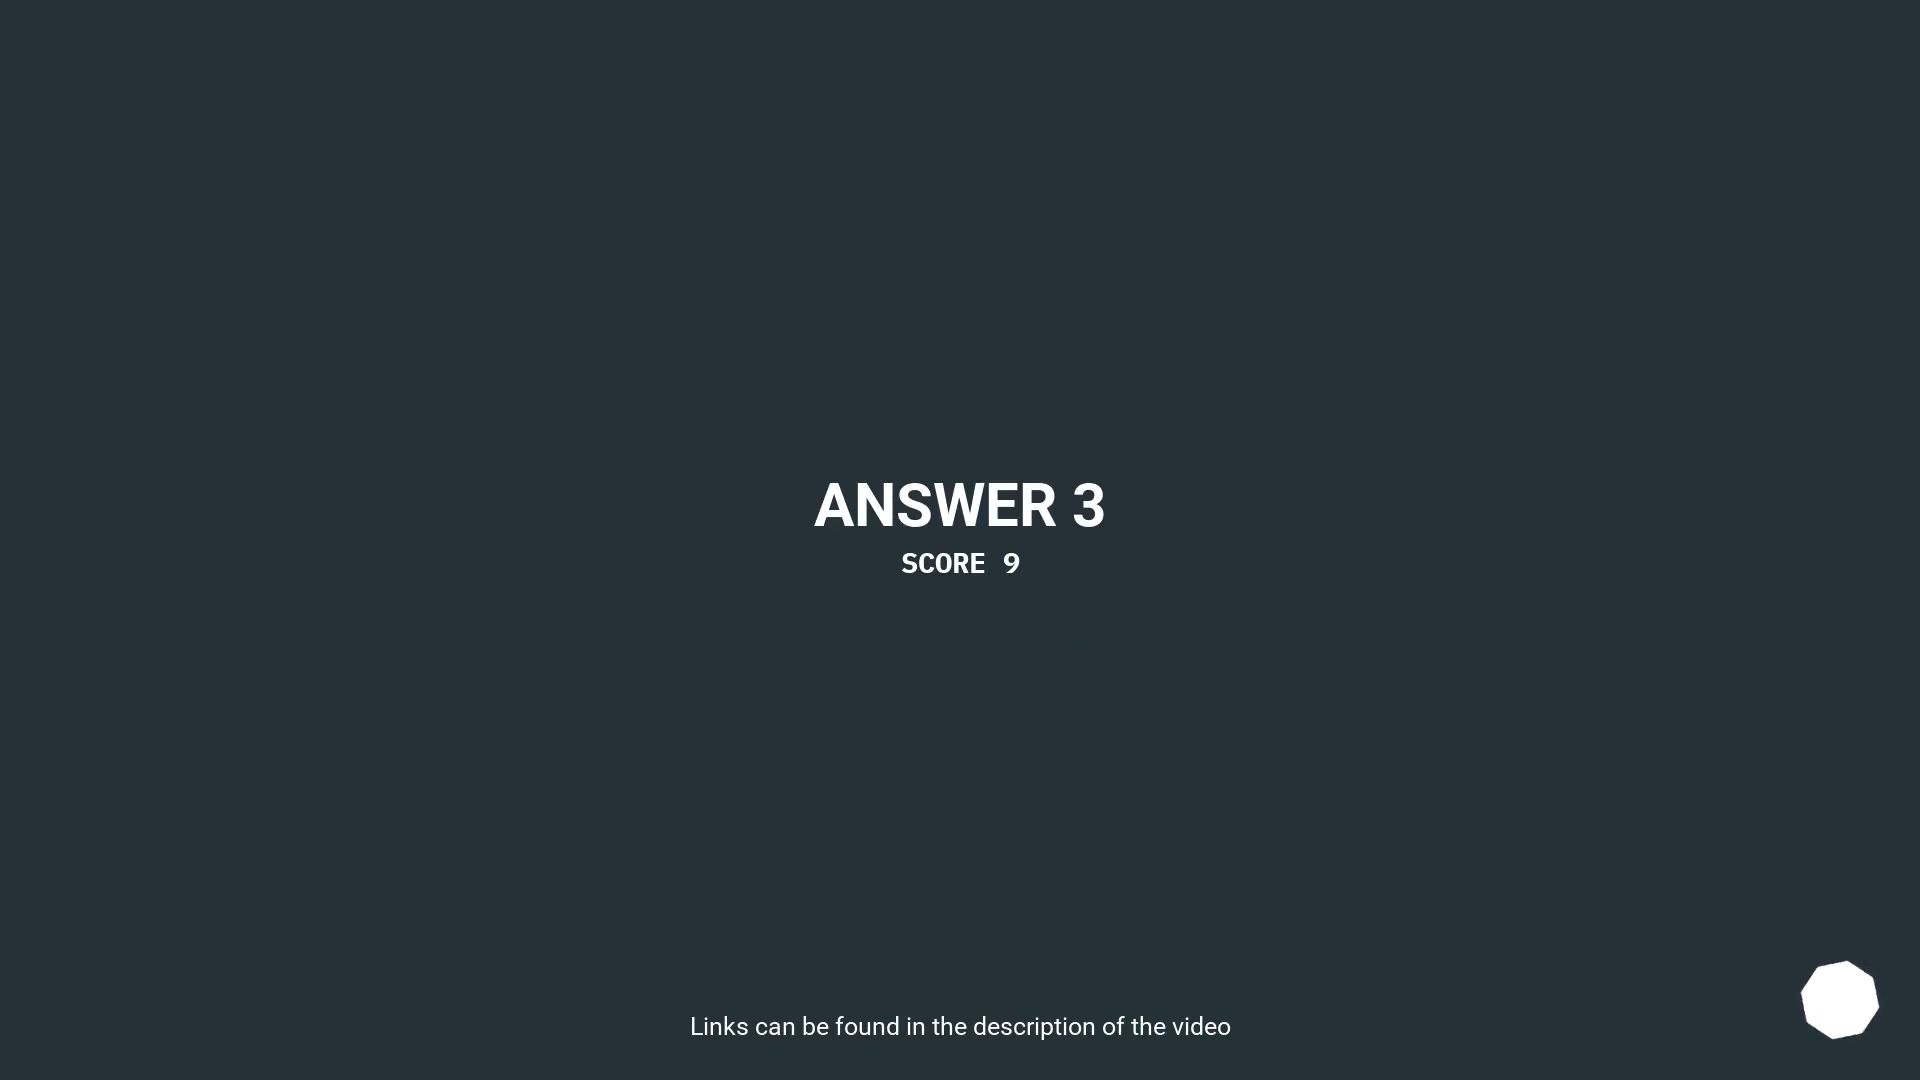 ANSWER 3
SCORE 9
Links can be found in the description of the video